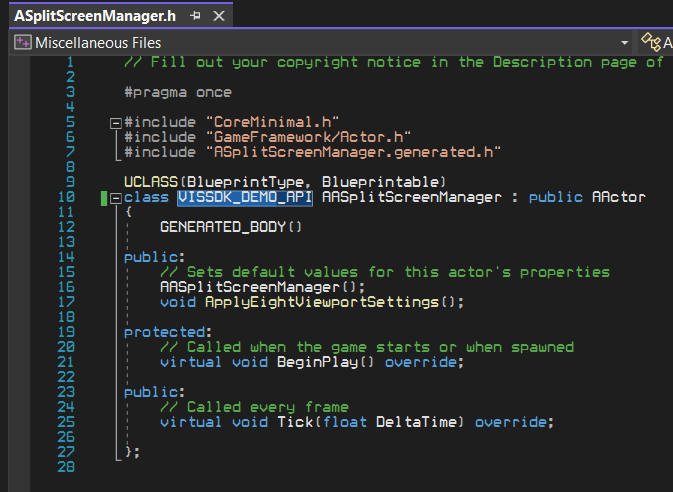 ASplitScreenManager.h
Miscellaneous Files
A
1 // Fill out your copyright notice in the Description page of
2
3 #pragma once
4
5 #include "CoreMinimal.h"
6 #include "GameFramework/Actor.h"
7 #include "ASplitScreenManager.generated.h"
8
9 UCLASS(BlueprintType, Blueprintable)
10 class VISSDK_DEMO_API AASplitScreenManager : public AActor
11 {
12 GENERATED_BODY()
13
14 public:
15 // Sets default values for this actor's properties
16 AASplitScreenManager();
17 void ApplyEightViewportSettings();
18
19 protected:
20 // Called when the game starts or when spawned
21 virtual void BeginPlay() override;
22
23 public:
24 // Called every frame
25 virtual void Tick(float DeltaTime) override;
26
27 };
28